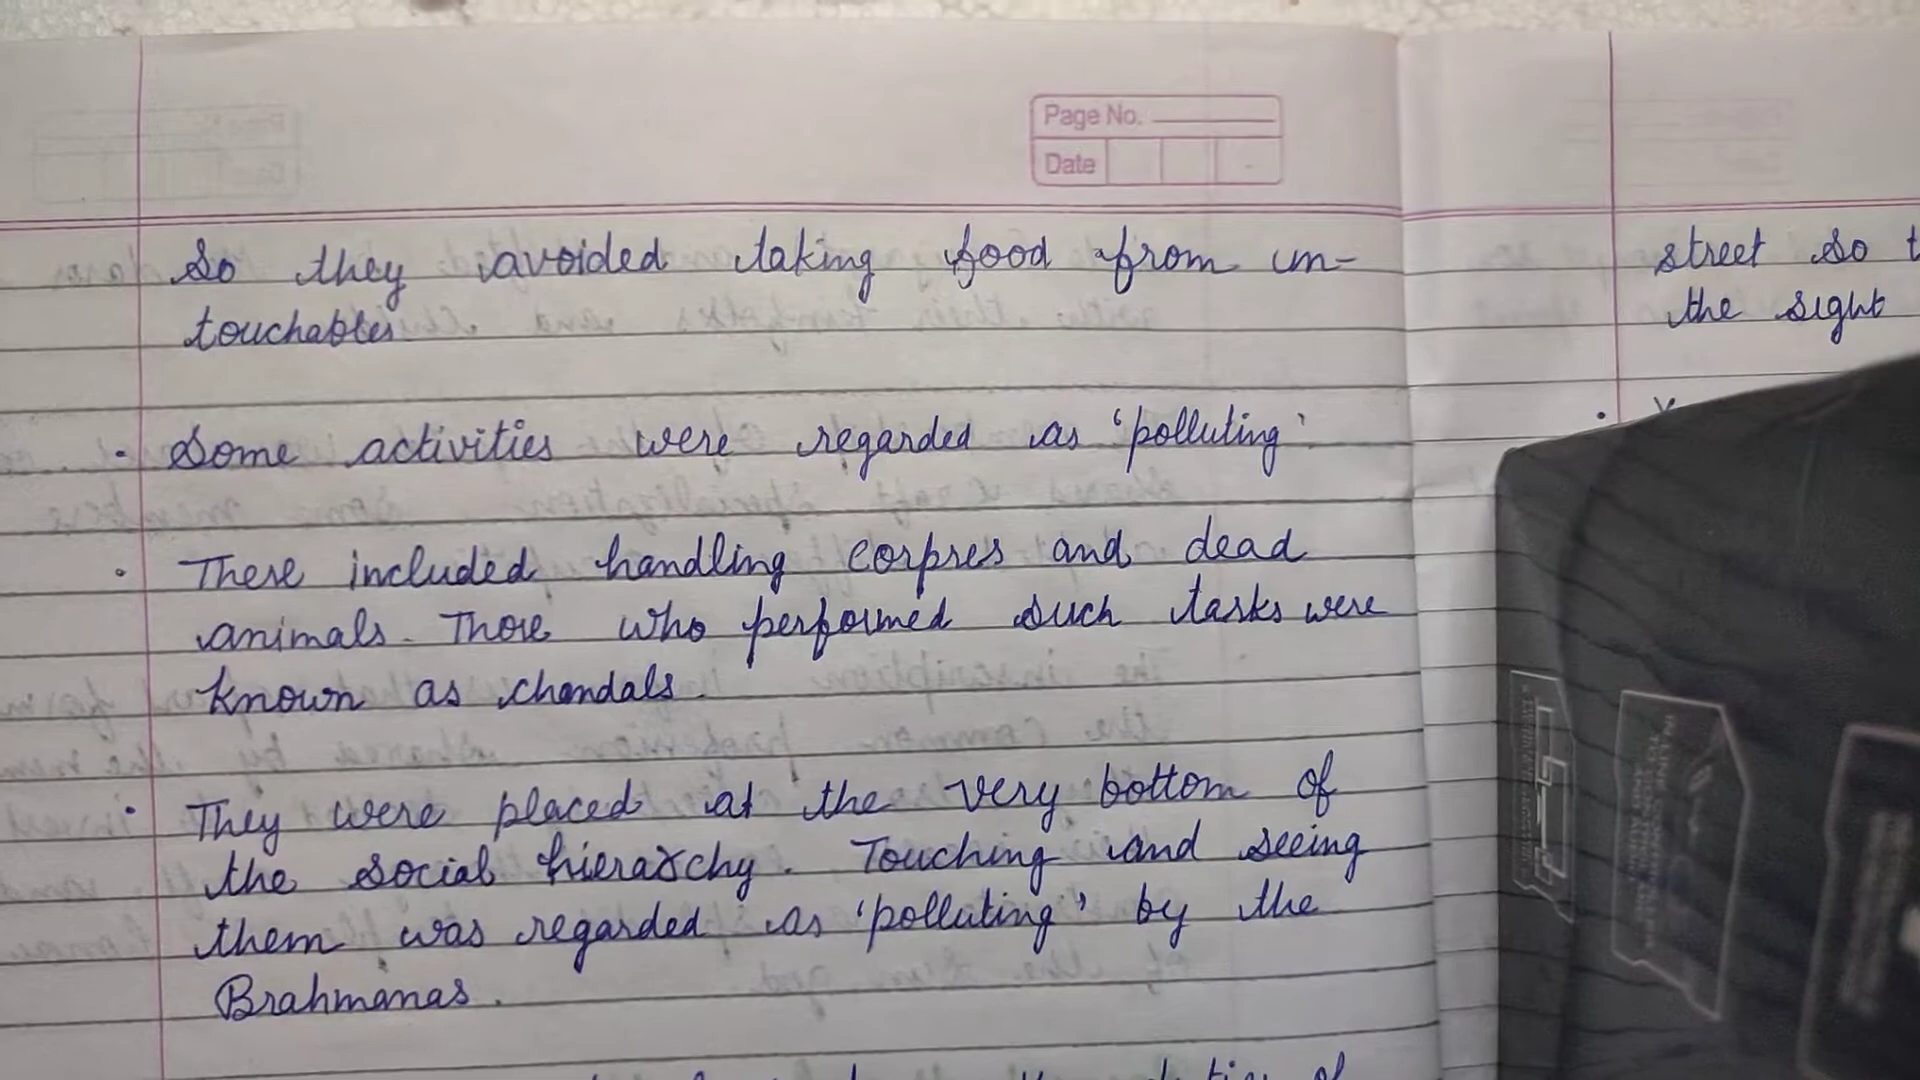 Page No.
Date
So they avoided taking food from un-
touchables
• Some activities were regarded as 'polluting'
• These included handling corpses and dead
animals. Those who performed such tasks were
known as chandals.
• They were placed at the very bottom of
the social hierarchy. Touching and seeing
them was regarded as 'polluting' by the
Brahmanas.
of
street so t
the sight